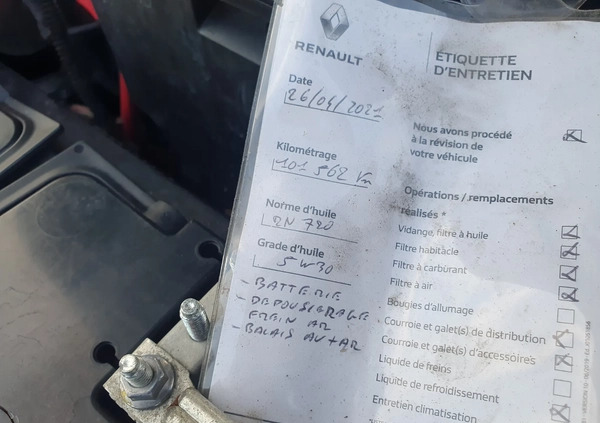 RENAULT
ÉTIQUETTE
D'ENTRETIEN
Date
26/04/2021
Nous avons procédé
à la révision de
votre véhicule
Kilométrage
101 562 Km
Opérations / remplacements
réalisés *
Norme d'huile
RN 720
Vidange, filtre à huile
Filtre habitacle
Grade d'huile
5W30
Filtre à carburant
Filtre à air
- BATTERIE
- DEPOUSIERAGE
FREIN AR
- BALAIS AV + AR
Bougies d'allumage
Courroie et galet(s) de distribution
Courroie et galet(s) d'accessoires
Liquide de freins
Liquide de refroidissement
Entretien climatisation